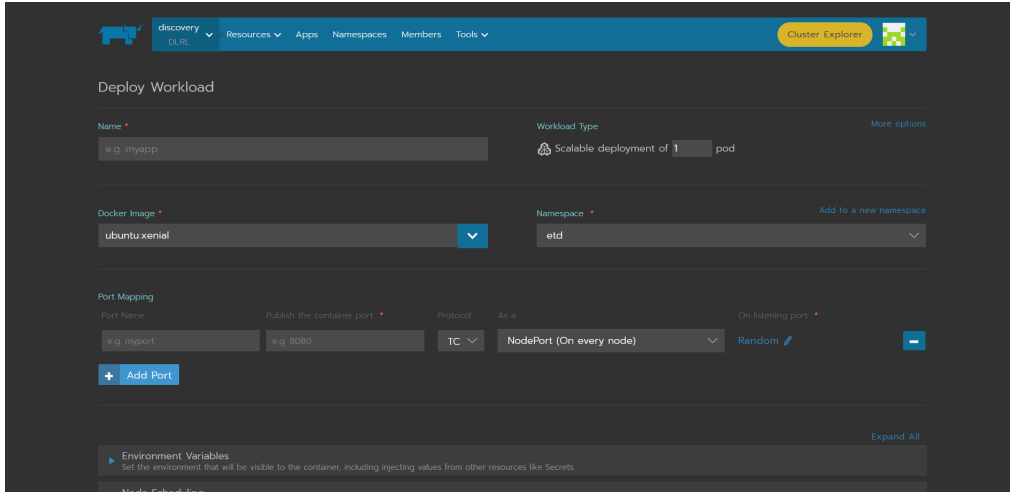 discovery
DLRL
Resources Apps Namespaces Members Tools Cluster Explorer
Deploy Workload
Name * Workload Type More options
e.g. myapp Scalable deployment of 1 pod
Docker Image * Namespace * Add to a new namespace
ubuntu:xenial etd
Port Mapping
Port Name Publish the container port * Protocol As a On listening port *
e.g. myport e.g. 8080 TC NodePort (On every node) Random
+ Add Port
Expand All
Environment Variables
Set the environment that will be visible to the container, including injecting values from other resources like Secrets.
Node Scheduling